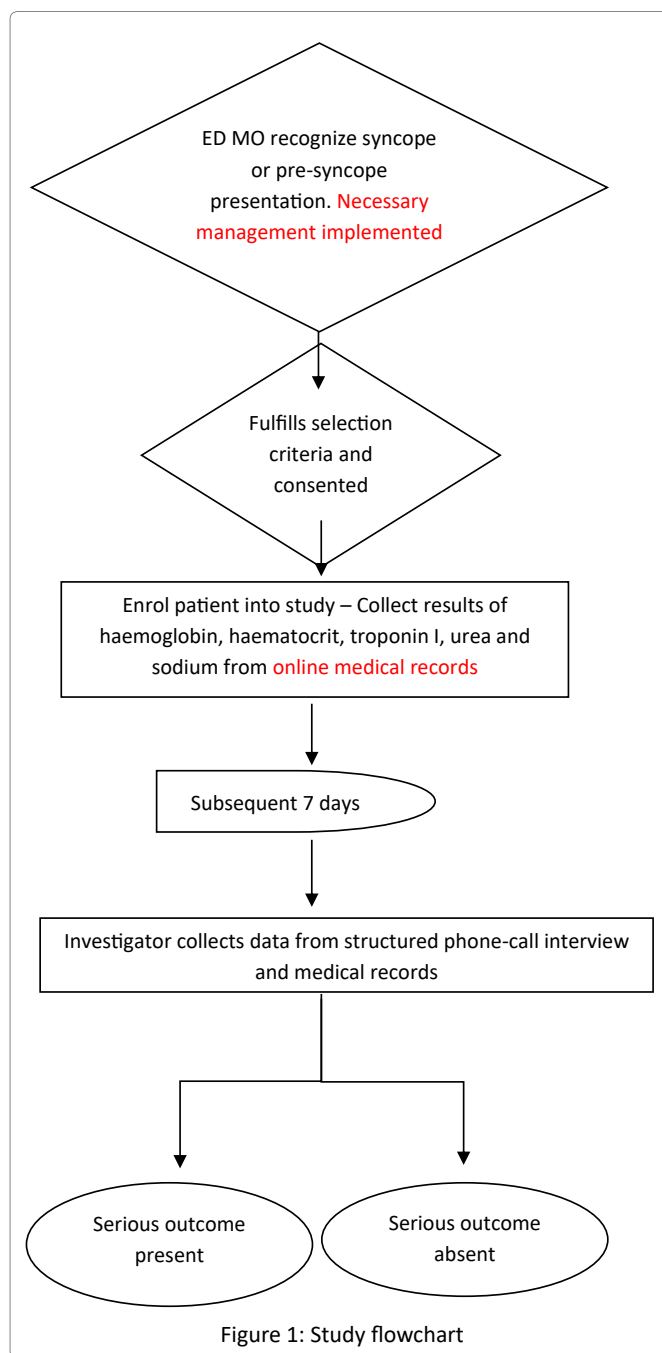 ED MO recognize syncope
or pre-syncope
presentation. Necessary
management implemented
Fulfills selection
criteria and
consented
Enrol patient into study – Collect results of
haemoglobin, haematocrit, troponin I, urea and
sodium from online medical records
Subsequent 7 days
Investigator collects data from structured phone-call interview
and medical records
Serious outcome
present
Serious outcome
absent
Figure 1: Study flowchart